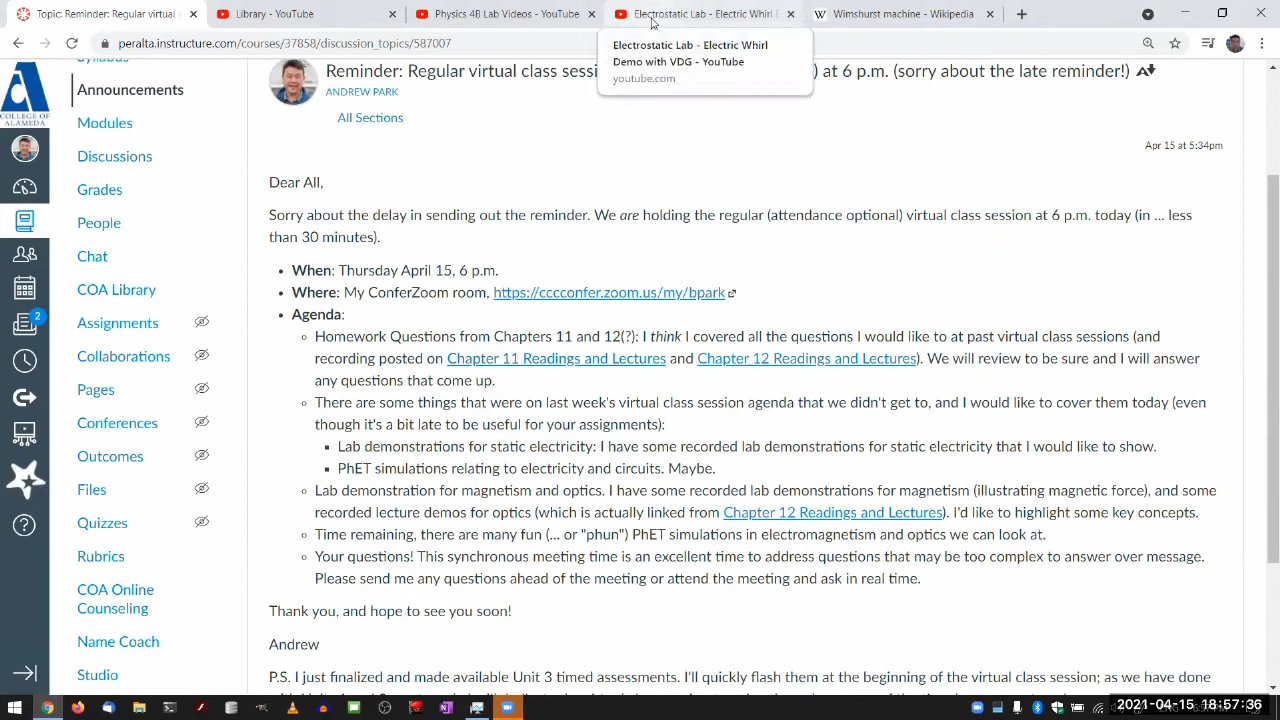 Topic: Reminder: Regular virtual c
Library - YouTube
Physics 4B Lab Videos - YouTube
Electrostatic Lab - Electric Whirl D
Wimshurst machine - Wikipedia
peralta.instructure.com/courses/37858/discussion_topics/587007
Electrostatic Lab - Electric Whirl
Demo with VDG - YouTube
youtube.com
COLLEGE OF
ALAMEDA
2
Syllabus
Announcements
Modules
Discussions
Grades
People
Chat
COA Library
Assignments
Collaborations
Pages
Conferences
Outcomes
Files
Quizzes
Rubrics
COA Online
Counseling
Name Coach
Studio
Reminder: Regular virtual class sessi ) at 6 p.m. (sorry about the late reminder!)
ANDREW PARK
All Sections
Apr 15 at 5:34pm
Dear All,
Sorry about the delay in sending out the reminder. We are holding the regular (attendance optional) virtual class session at 6 p.m. today (in ... less
than 30 minutes).
• When: Thursday April 15, 6 p.m.
• Where: My ConferZoom room, https://cccconfer.zoom.us/my/bpark
• Agenda:
◦ Homework Questions from Chapters 11 and 12(?): I think I covered all the questions I would like to at past virtual class sessions (and
recording posted on Chapter 11 Readings and Lectures and Chapter 12 Readings and Lectures). We will review to be sure and I will answer
any questions that come up.
◦ There are some things that were on last week's virtual class session agenda that we didn't get to, and I would like to cover them today (even
though it's a bit late to be useful for your assignments):
▪ Lab demonstrations for static electricity: I have some recorded lab demonstrations for static electricity that I would like to show.
▪ PhET simulations relating to electricity and circuits. Maybe.
◦ Lab demonstration for magnetism and optics. I have some recorded lab demonstrations for magnetism (illustrating magnetic force), and some
recorded lecture demos for optics (which is actually linked from Chapter 12 Readings and Lectures). I'd like to highlight some key concepts.
◦ Time remaining, there are many fun (... or "phun") PhET simulations in electromagnetism and optics we can look at.
◦ Your questions! This synchronous meeting time is an excellent time to address questions that may be too complex to answer over message.
Please send me any questions ahead of the meeting or attend the meeting and ask in real time.
Thank you, and hope to see you soon!
Andrew
P.S. I just finalized and made available Unit 3 timed assessments. I'll quickly flash them at the beginning of the virtual class session; as we have done
2021-04-15 18:57:36